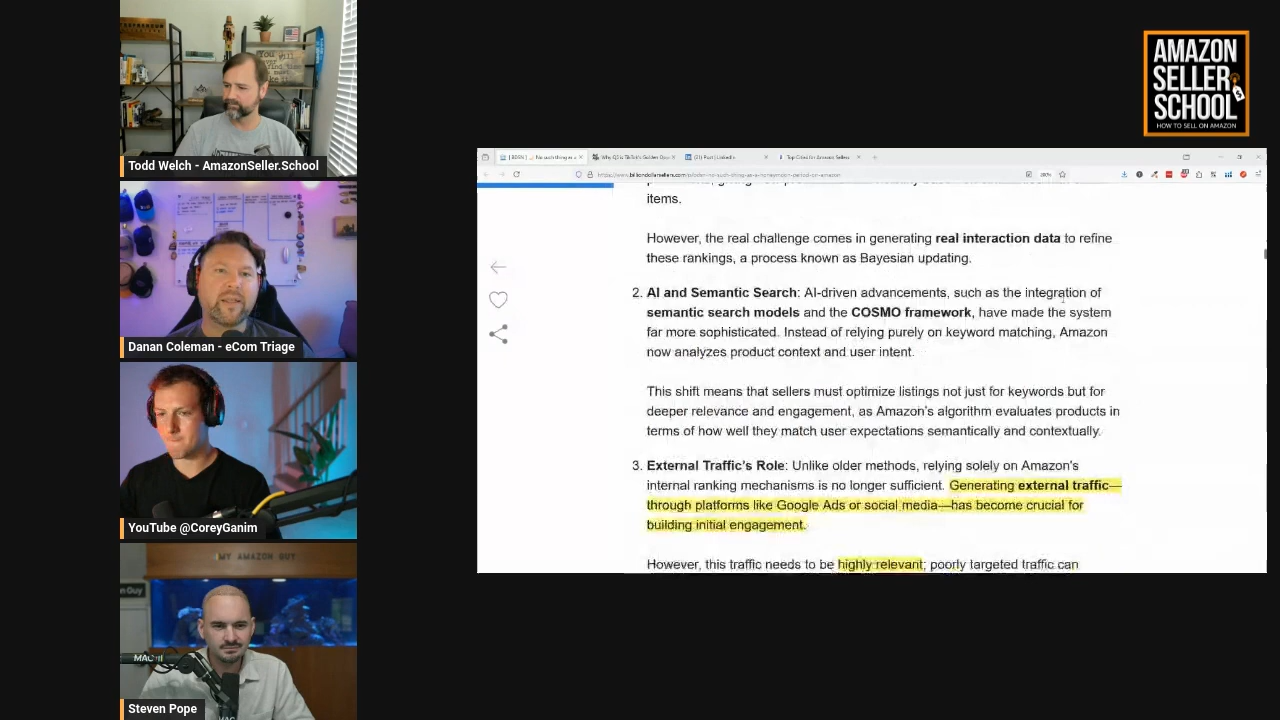 Todd Welch - AmazonSeller.School
Danan Coleman - eCom Triage
YouTube @CoreyGanim
MY AMAZON GUY
Steven Pope
AMAZON
SELLER
SCHOOL
HOW TO SELL ON AMAZON
items.
However, the real challenge comes in generating real interaction data to refine
these rankings, a process known as Bayesian updating.
2. AI and Semantic Search: AI-driven advancements, such as the integration of
semantic search models and the COSMO framework, have made the system
far more sophisticated. Instead of relying purely on keyword matching, Amazon
now analyzes product context and user intent.
This shift means that sellers must optimize listings not just for keywords but for
deeper relevance and engagement, as Amazon's algorithm evaluates products in
terms of how well they match user expectations semantically and contextually.
3. External Traffic's Role: Unlike older methods, relying solely on Amazon's
internal ranking mechanisms is no longer sufficient. Generating external traffic—
through platforms like Google Ads or social media—has become crucial for
building initial engagement.
However, this traffic needs to be highly relevant; poorly targeted traffic can